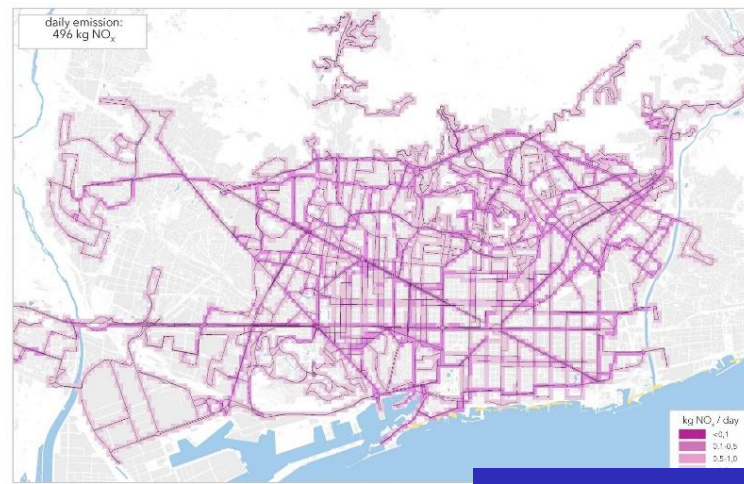 daily emission:
496 kg NOx
kg NOx / day
<0,1
0,1-0,5
0,5-1,0